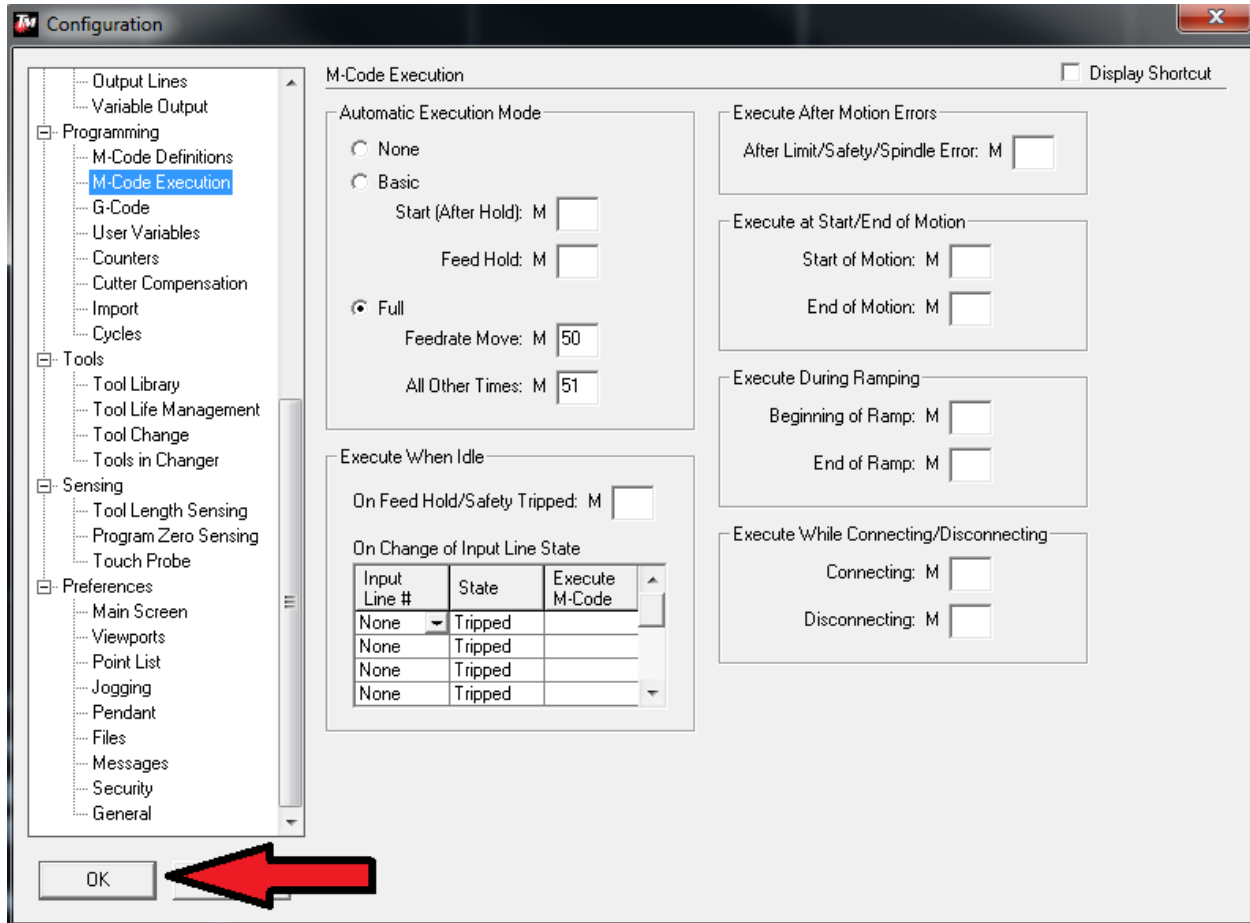 Configuration
Output Lines
Variable Output
Programming
M-Code Definitions
M-Code Execution
G-Code
User Variables
Counters
Cutter Compensation
Import
Cycles
Tools
Tool Library
Tool Life Management
Tool Change
Tools in Changer
Sensing
Tool Length Sensing
Program Zero Sensing
Touch Probe
Preferences
Main Screen
Viewports
Point List
Jogging
Pendant
Files
Messages
Security
General
OK
M-Code Execution
Display Shortcut
Automatic Execution Mode
None
Basic
Start (After Hold): M
Feed Hold: M
Full
Feedrate Move: M 50
All Other Times: M 51
Execute When Idle
On Feed Hold/Safety Tripped: M
On Change of Input Line State
Input Line # State Execute M-Code
None Tripped
None Tripped
None Tripped
None Tripped
Execute After Motion Errors
After Limit/Safety/Spindle Error: M
Execute at Start/End of Motion
Start of Motion: M
End of Motion: M
Execute During Ramping
Beginning of Ramp: M
End of Ramp: M
Execute While Connecting/Disconnecting
Connecting: M
Disconnecting: M